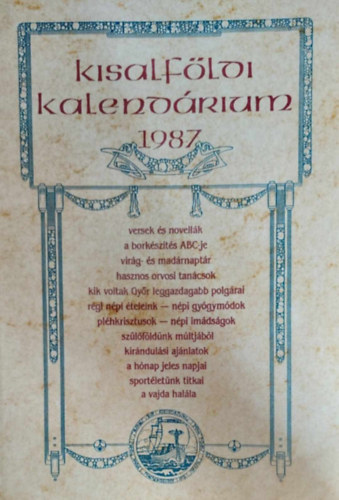 kisalföldi
kalendárium
1987
versek és novellák
a borkészítés ABC-je
virág- és madárnaptár
hasznos orvosi tanácsok
kik voltak Győr leggazdagabb polgárai
régi népi ételeink — népi gyógymódok
pléhkrisztusok — népi imádságok
szülőföldünk múltjából
kirándulási ajánlatok
a hónap jeles napjai
sportéletünk titkai
a vajda halála